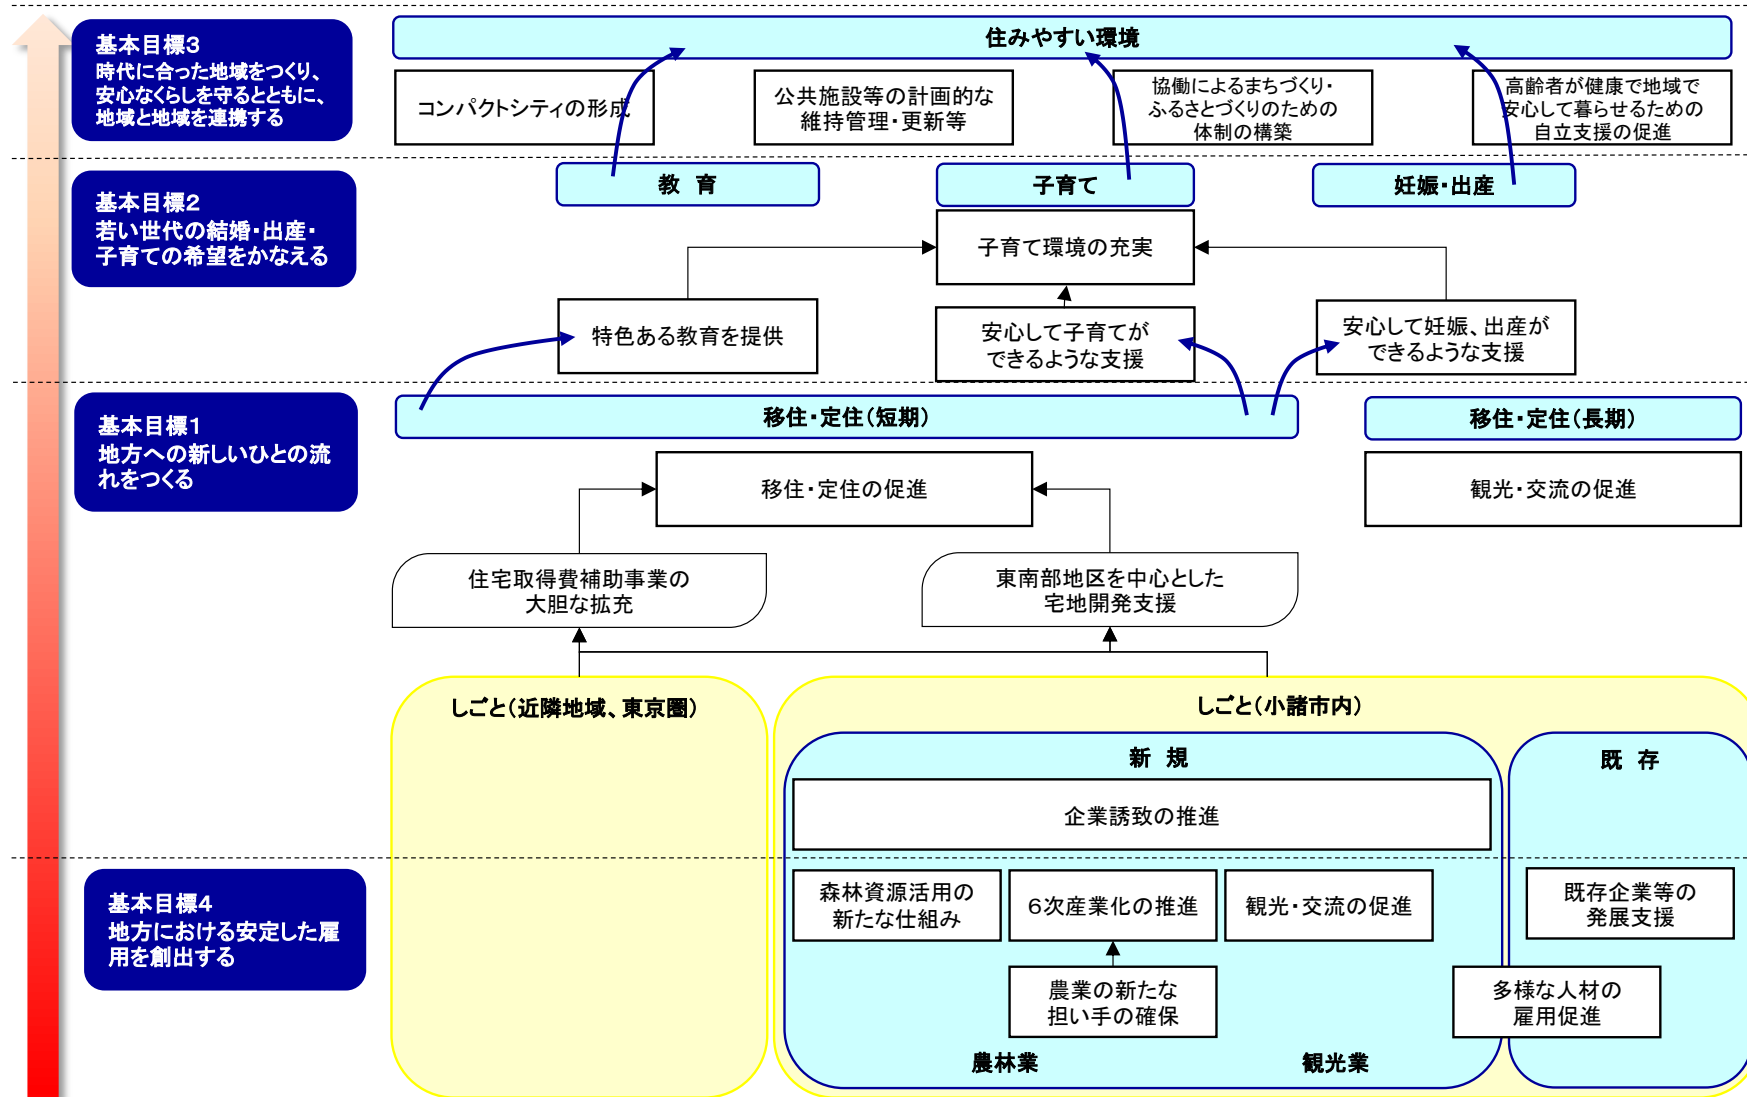 基本目標3
時代に合った地域をつくり、
安心なくらしを守るとともに、
地域と地域を連携する
住みやすい環境
コンパクトシティの形成
公共施設等の計画的な
維持管理・更新等
協働によるまちづくり・
ふるさとづくりのための
体制の構築
高齢者が健康で地域で
安心して暮らせるための
自立支援の促進
基本目標2
若い世代の結婚・出産・
子育ての希望をかなえる
教 育
子育て
妊娠・出産
子育て環境の充実
特色ある教育を提供
安心して子育てが
できるような支援
安心して妊娠、出産が
できるような支援
基本目標1
地方への新しいひとの流
れをつくる
移住・定住(短期)
移住・定住(長期)
移住・定住の促進
観光・交流の促進
住宅取得費補助事業の
大胆な拡充
東南部地区を中心とした
宅地開発支援
しごと(近隣地域、東京圏)
しごと(小諸市内)
新 規
既 存
企業誘致の推進
基本目標4
地方における安定した雇
用を創出する
森林資源活用の
新たな仕組み
6次産業化の推進
観光・交流の促進
既存企業等の
発展支援
農業の新たな
担い手の確保
多様な人材の
雇用促進
農林業
観光業